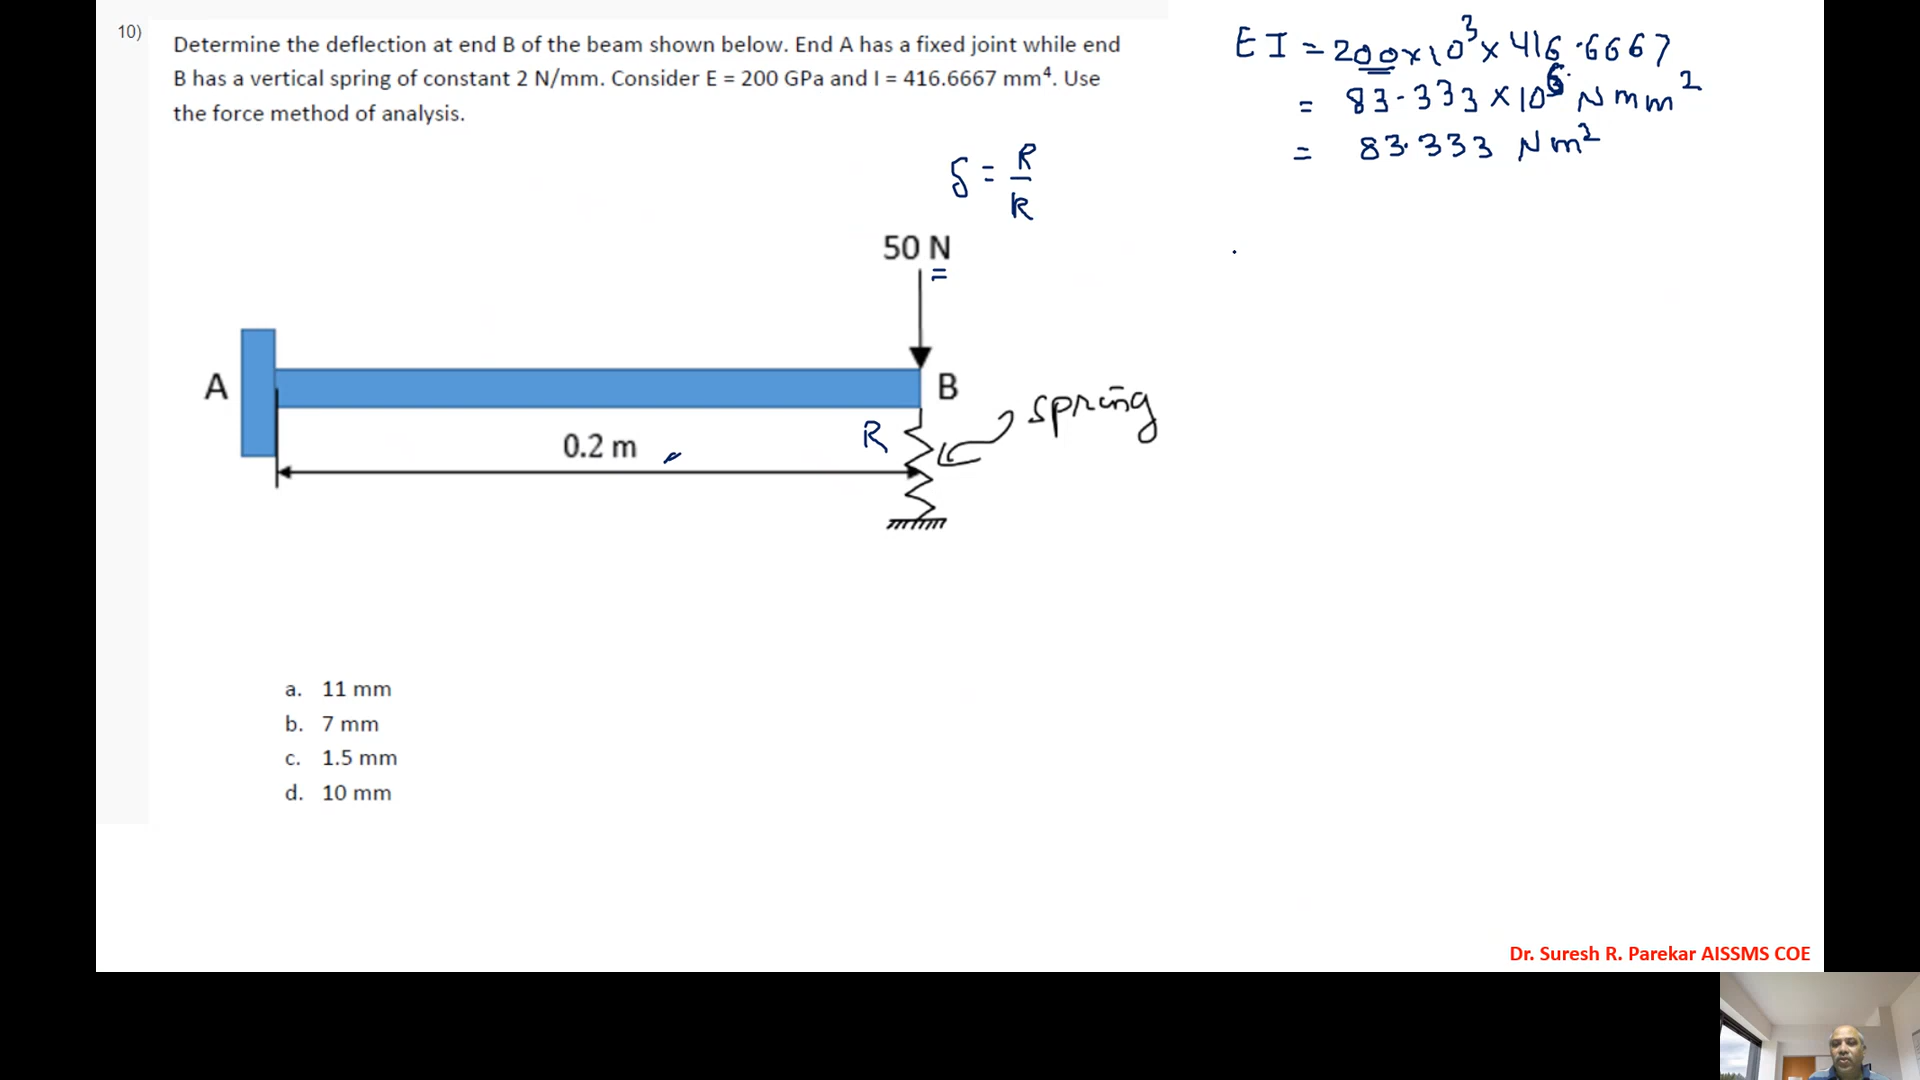 10)
Determine the deflection at end B of the beam shown below. End A has a fixed joint while end
B has a vertical spring of constant 2 N/mm. Consider E = 200 GPa and I = 416.6667 mm⁴. Use
the force method of analysis.
EI = 200×10³×416.6667
= 83.333×10⁶ Nmm²
= 83.333 Nm²
δ = R/k
50 N
=
A
B
spring
R
0.2 m
a. 11 mm
b. 7 mm
c. 1.5 mm
d. 10 mm
Dr. Suresh R. Parekar AISSMS COE